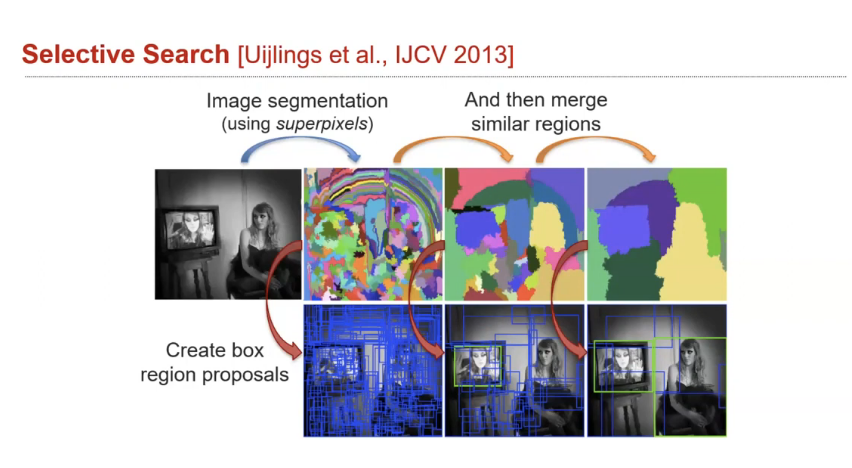 Selective Search [Uijlings et al., IJCV 2013]
Image segmentation
(using superpixels)
And then merge
similar regions
Create box
region proposals